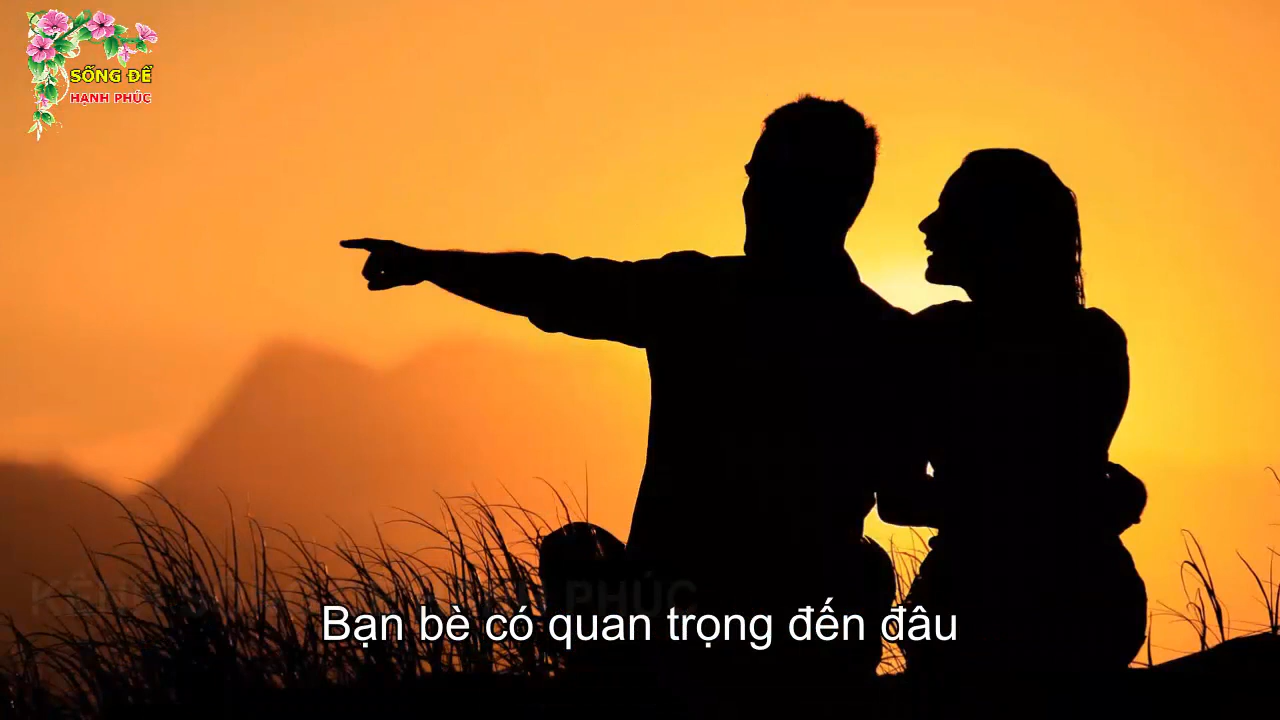 SỐNG ĐỂ
HẠNH PHÚC
Bạn bè có quan trọng đến đâu